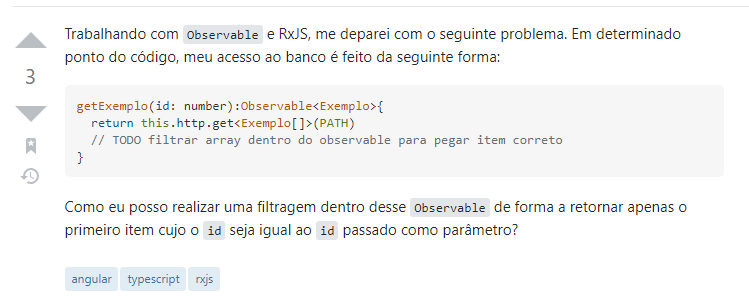 Trabalhando com Observable e RxJS, me deparei com o seguinte problema. Em determinado
ponto do código, meu acesso ao banco é feito da seguinte forma:
3
getExemplo(id: number):Observable<Exemplo>{
  return this.http.get<Exemplo[]>(PATH)
  // TODO filtrar array dentro do observable para pegar item correto
}
Como eu posso realizar uma filtragem dentro desse Observable de forma a retornar apenas o
primeiro item cujo o id seja igual ao id passado como parâmetro?
angular typescript rxjs